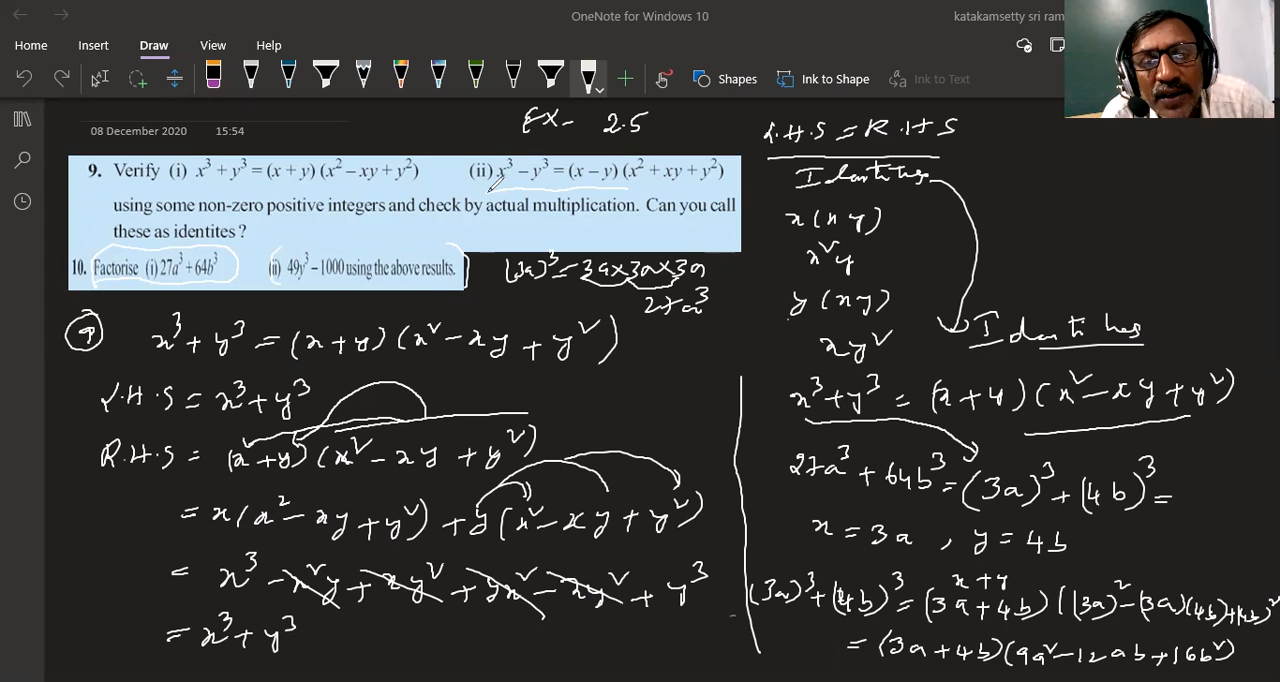 OneNote for Windows 10
katakamsetty sri ram
Home Insert Draw View Help
Shapes Ink to Shape Ink to Text
08 December 2020 15:54
EX- 2.5
9. Verify (i) x³ + y³ = (x + y) (x² – xy + y²) (ii) x³ – y³ = (x – y) (x² + xy + y²)
using some non-zero positive integers and check by actual multiplication. Can you call
these as identites ?
10. Factorise (i) 27a³ + 64b³ (ii) 49y³ – 1000 using the above results.
(3a)³ = 3a×3a×3a
27a³
9 x³ + y³ = (x+y) (x² – xy + y²)
L.H.S = x³ + y³
R.H.S = (x+y) (x² – xy + y²)
= x(x² – xy + y²) + y(x² – xy + y²)
= x³ – x²y + xy² + yx² – xy² + y³
= x³ + y³
L.H.S = R.H.S
Identities
x(xy)
x²y
y(xy)
xy²
Identities
x³+y³ = (x+y) (x² – xy + y²)
27a³ + 64b³ = (3a)³ + (4b)³ =
x = 3a , y = 4b
x+y
(3a)³ + (4b)³ = (3a+4b) ((3a)² – (3a)(4b) + (4b)²
= (3a+4b)(9a² – 12ab + 16b²)